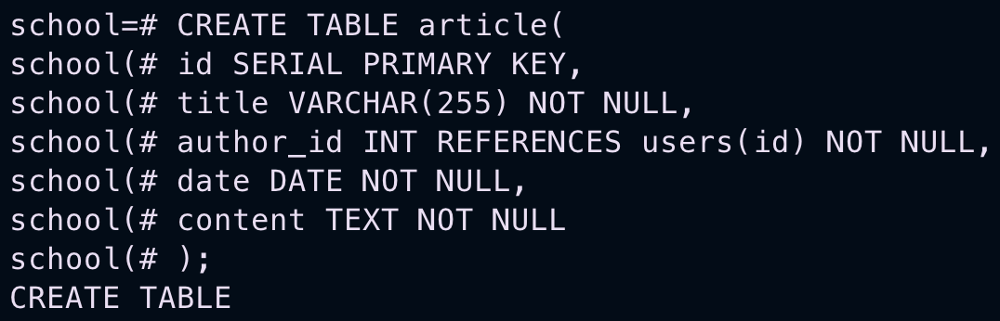 school=# CREATE TABLE article(
school(# id SERIAL PRIMARY KEY,
school(# title VARCHAR(255) NOT NULL,
school(# author_id INT REFERENCES users(id) NOT NULL,
school(# date DATE NOT NULL,
school(# content TEXT NOT NULL
school(# );
CREATE TABLE